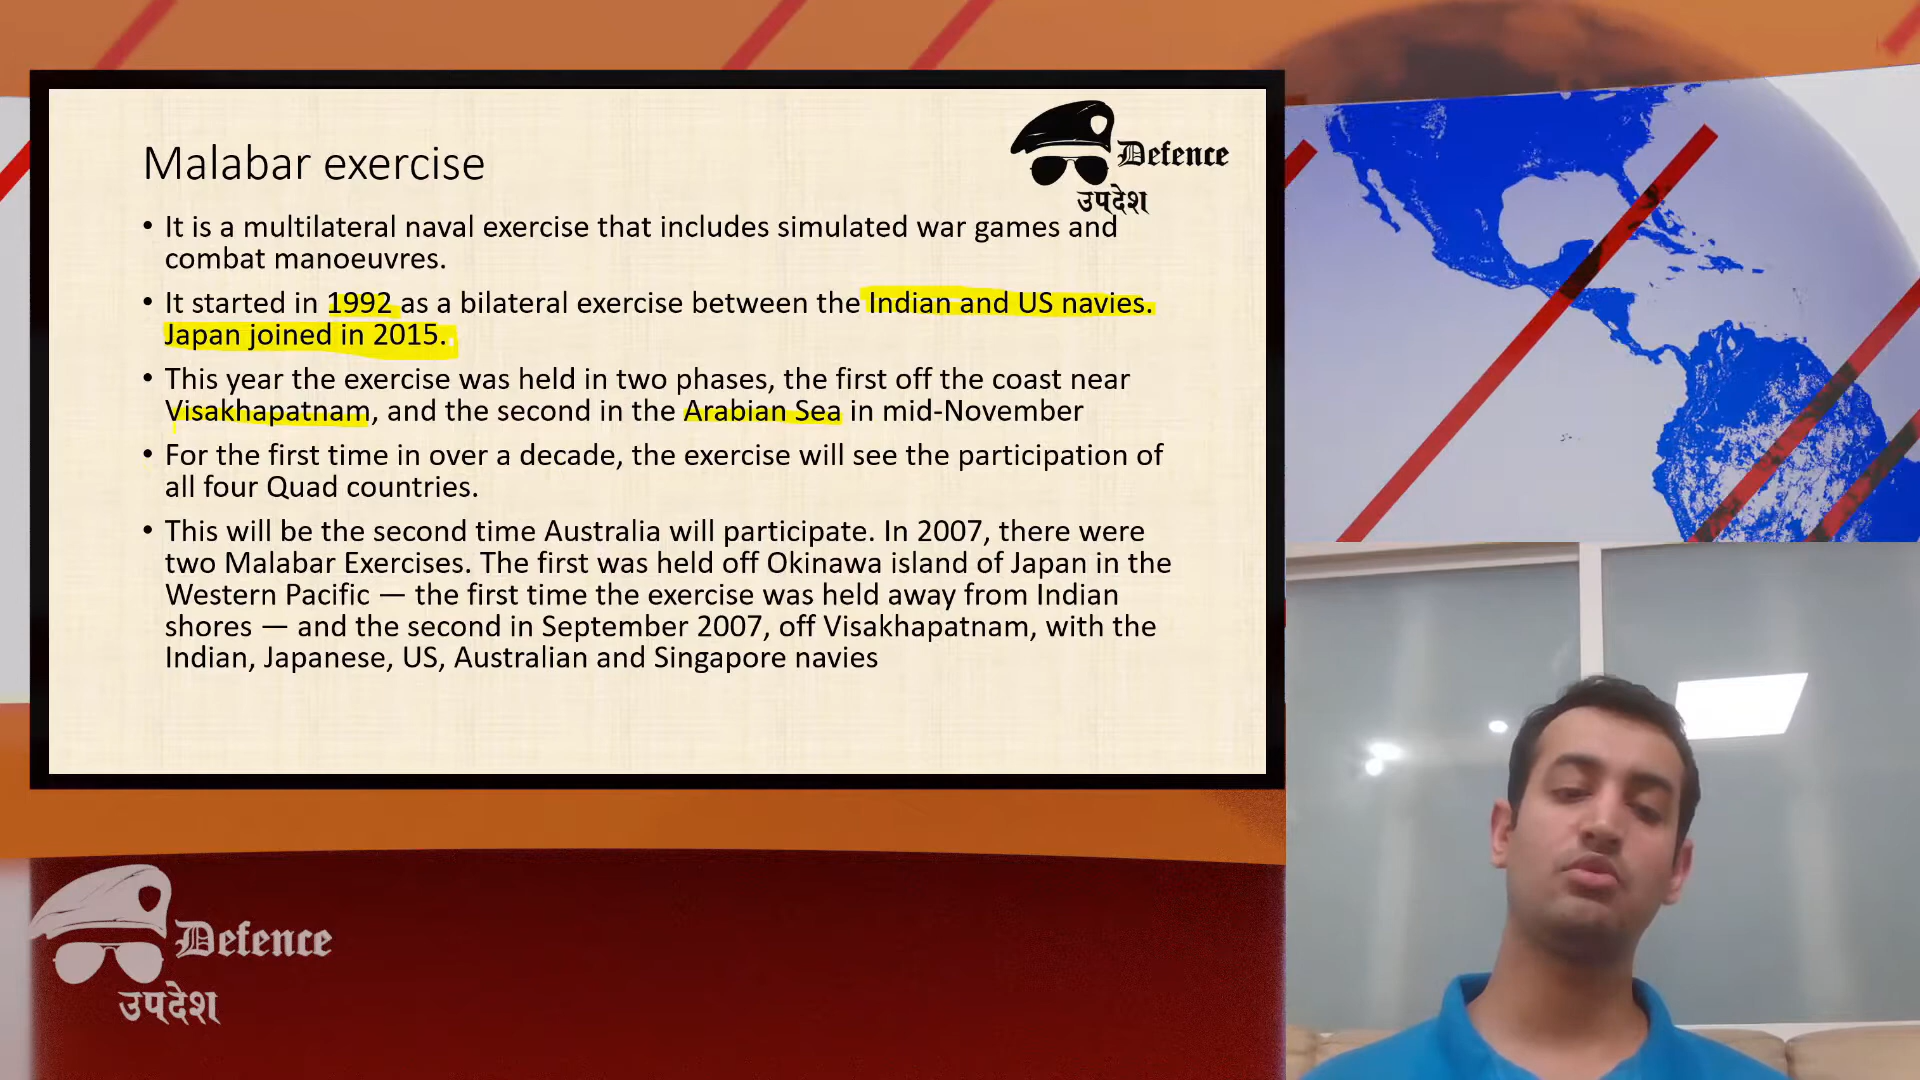 Malabar exercise
Defence
उपदेश
• It is a multilateral naval exercise that includes simulated war games and
combat manoeuvres.
• It started in 1992 as a bilateral exercise between the Indian and US navies.
Japan joined in 2015.
• This year the exercise was held in two phases, the first off the coast near
Visakhapatnam, and the second in the Arabian Sea in mid-November
• For the first time in over a decade, the exercise will see the participation of
all four Quad countries.
• This will be the second time Australia will participate. In 2007, there were
two Malabar Exercises. The first was held off Okinawa island of Japan in the
Western Pacific — the first time the exercise was held away from Indian
shores — and the second in September 2007, off Visakhapatnam, with the
Indian, Japanese, US, Australian and Singapore navies
Defence
उपदेश